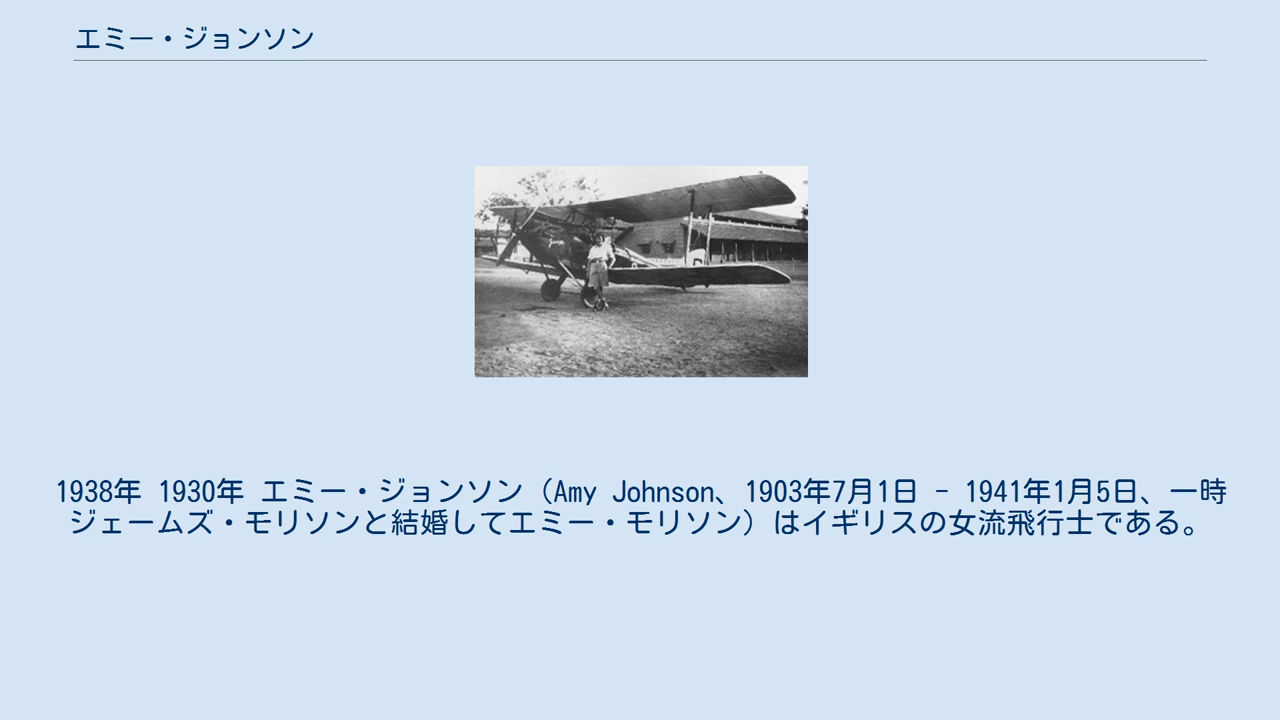 エミー・ジョンソン
1938年 1930年 エミー・ジョンソン（Amy Johnson、1903年7月1日 - 1941年1月5日、一時
ジェームズ・モリソンと結婚してエミー・モリソン）はイギリスの女流飛行士である。